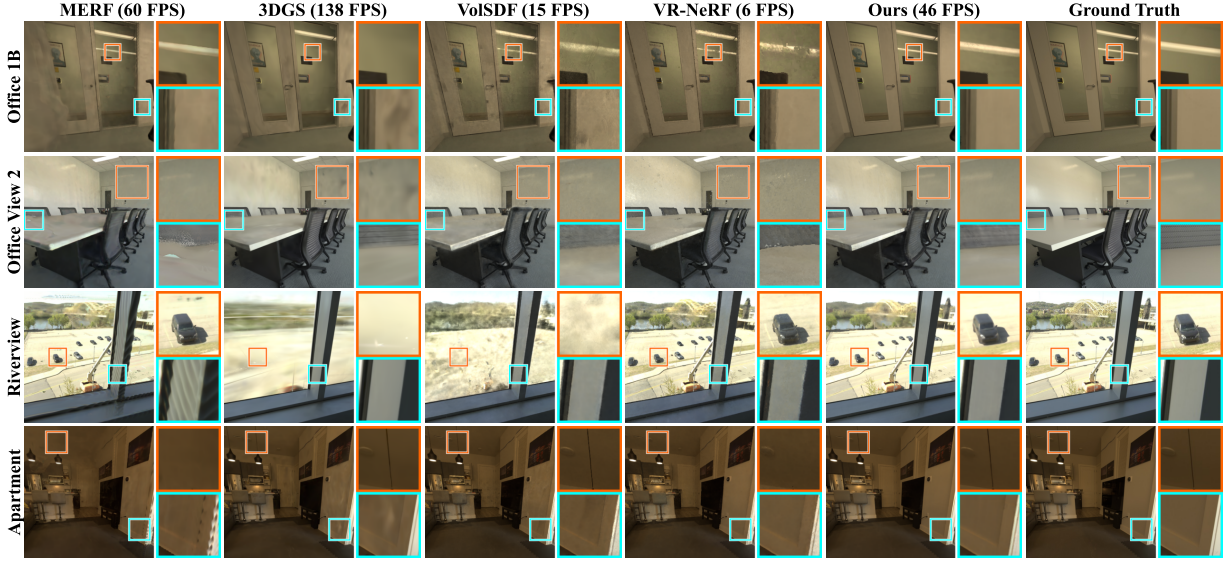 MERF (60 FPS) 3DGS (138 FPS) VolSDF (15 FPS) VR-NeRF (6 FPS) Ours (46 FPS) Ground Truth
Office 1B
Office View 2
Riverview
Apartment